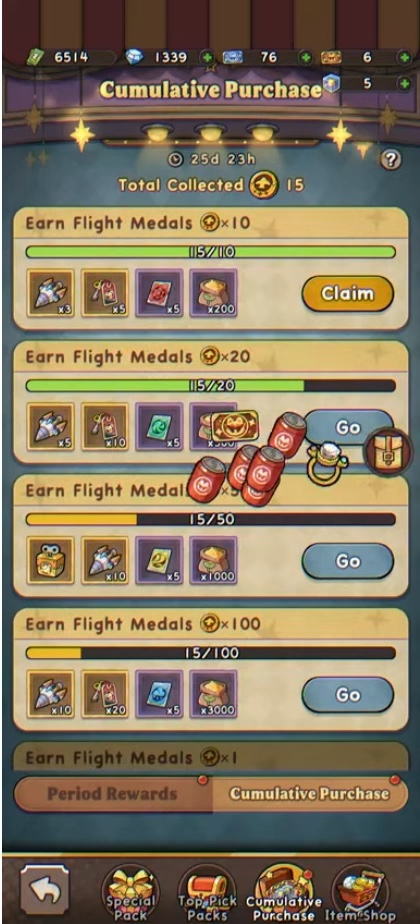 6514 1339 76 6
Cumulative Purchase 5
25d 23h ?
Total Collected 15
Earn Flight Medals ×10
15/10
x3 x5 x5 x200
Claim
Earn Flight Medals ×20
15/20
x5 x10 x5
Go
Earn Flight Medals
15/50
x10 x5 x1000
Go
Earn Flight Medals ×100
15/100
x10 x20 x5 x3000
Go
Earn Flight Medals ×1
Period Rewards Cumulative Purchase
Special Pack
Top Pick Packs
Cumulative Purchase
Item Shop